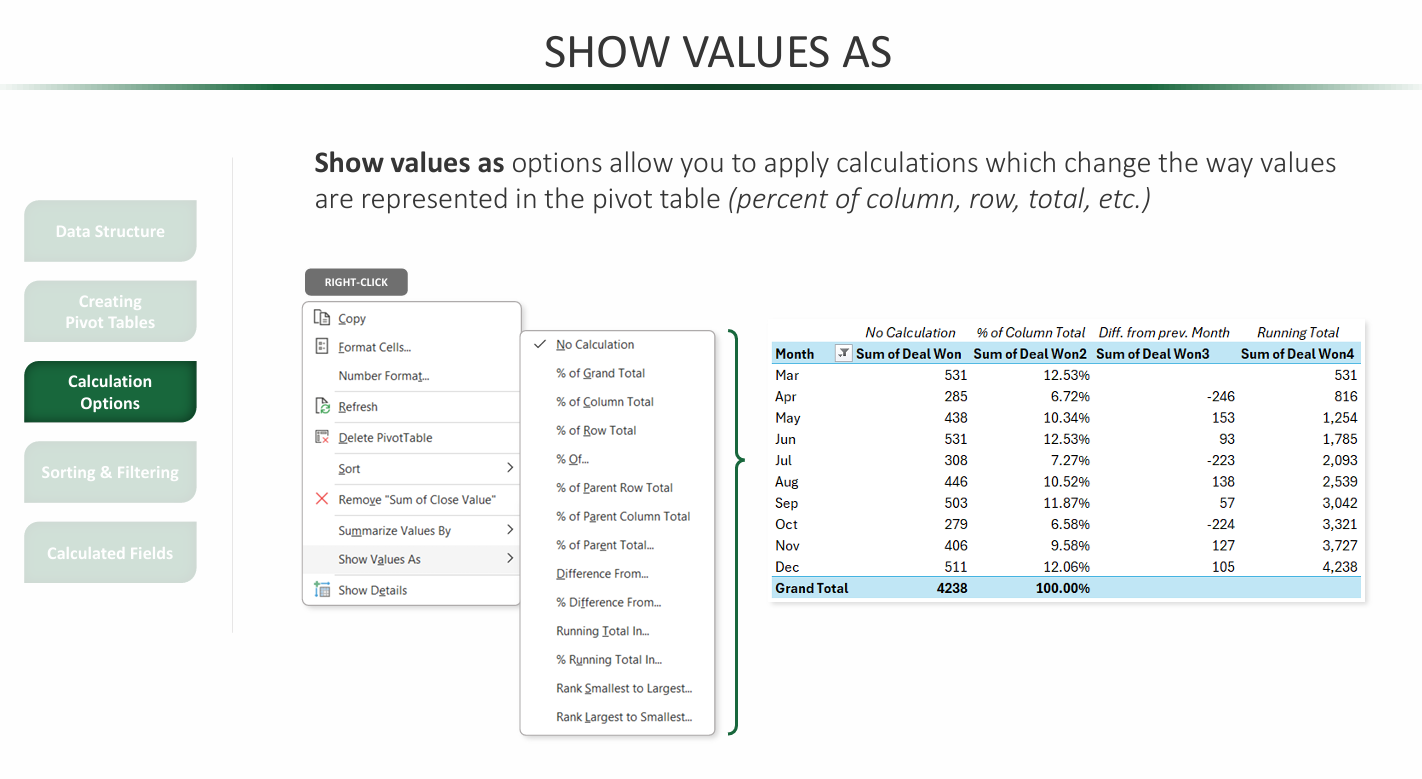 SHOW VALUES AS
Show values as options allow you to apply calculations which change the way values
are represented in the pivot table (percent of column, row, total, etc.)
Data Structure
Creating
Pivot Tables
Calculation
Options
Sorting & Filtering
Calculated Fields
RIGHT-CLICK
Copy
Format Cells...
Number Format...
Refresh
Delete PivotTable
Sort
Remove "Sum of Close Value"
Summarize Values By
Show Values As
Show Details
No Calculation
% of Grand Total
% of Column Total
% of Row Total
% Of...
% of Parent Row Total
% of Parent Column Total
% of Parent Total...
Difference From...
% Difference From...
Running Total In...
% Running Total In...
Rank Smallest to Largest...
Rank Largest to Smallest...
No Calculation % of Column Total Diff. from prev. Month Running Total
Month Sum of Deal Won Sum of Deal Won2 Sum of Deal Won3 Sum of Deal Won4
Mar 531 12.53% 531
Apr 285 6.72% -246 816
May 438 10.34% 153 1,254
Jun 531 12.53% 93 1,785
Jul 308 7.27% -223 2,093
Aug 446 10.52% 138 2,539
Sep 503 11.87% 57 3,042
Oct 279 6.58% -224 3,321
Nov 406 9.58% 127 3,727
Dec 511 12.06% 105 4,238
Grand Total 4238 100.00%